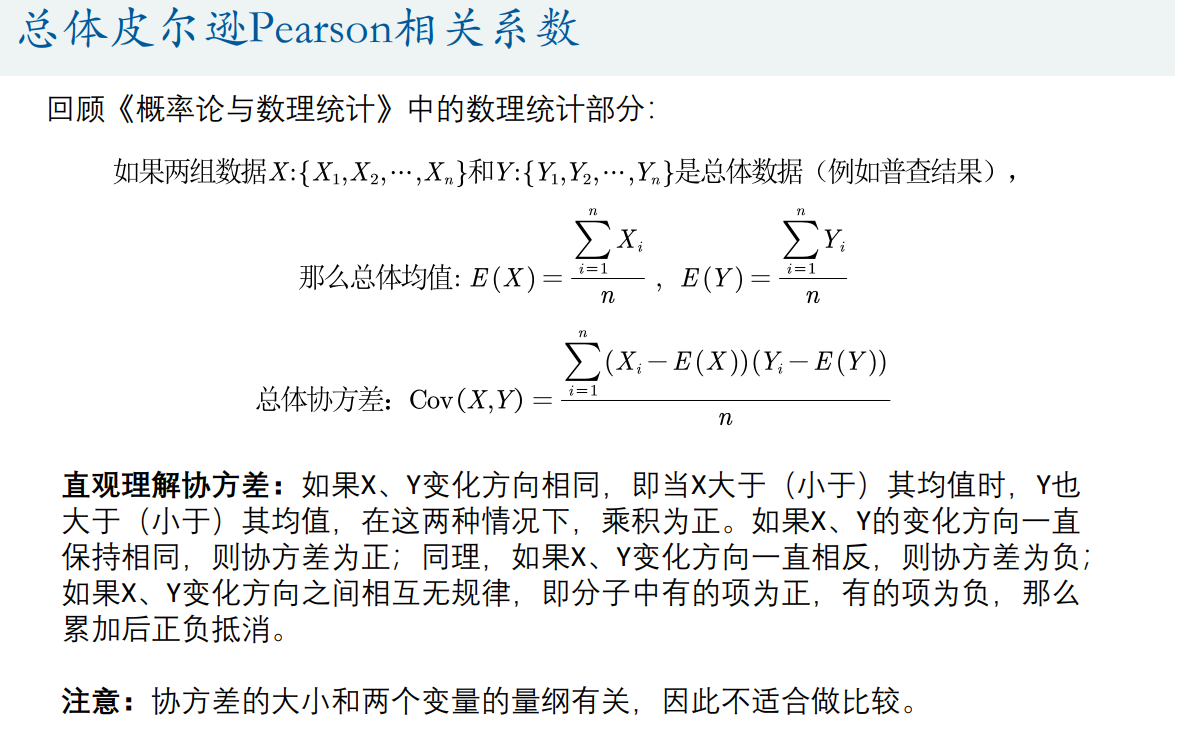 总体皮尔逊Pearson相关系数
回顾《概率论与数理统计》中的数理统计部分:
如果两组数据X:{X₁,X₂,⋯,Xₙ}和Y:{Y₁,Y₂,⋯,Yₙ}是总体数据（例如普查结果），
那么总体均值: E(X) = \frac{\sum_{i=1}^{n} X_i}{n} , E(Y) = \frac{\sum_{i=1}^{n} Y_i}{n}
总体协方差：Cov(X,Y) = \frac{\sum_{i=1}^{n} (X_i - E(X))(Y_i - E(Y))}{n}
直观理解协方差：如果X、Y变化方向相同，即当X大于（小于）其均值时，Y也
大于（小于）其均值，在这两种情况下，乘积为正。如果X、Y的变化方向一直
保持相同，则协方差为正；同理，如果X、Y变化方向一直相反，则协方差为负；
如果X、Y变化方向之间相互无规律，即分子中有的项为正，有的项为负，那么
累加后正负抵消。
注意：协方差的大小和两个变量的量纲有关，因此不适合做比较。